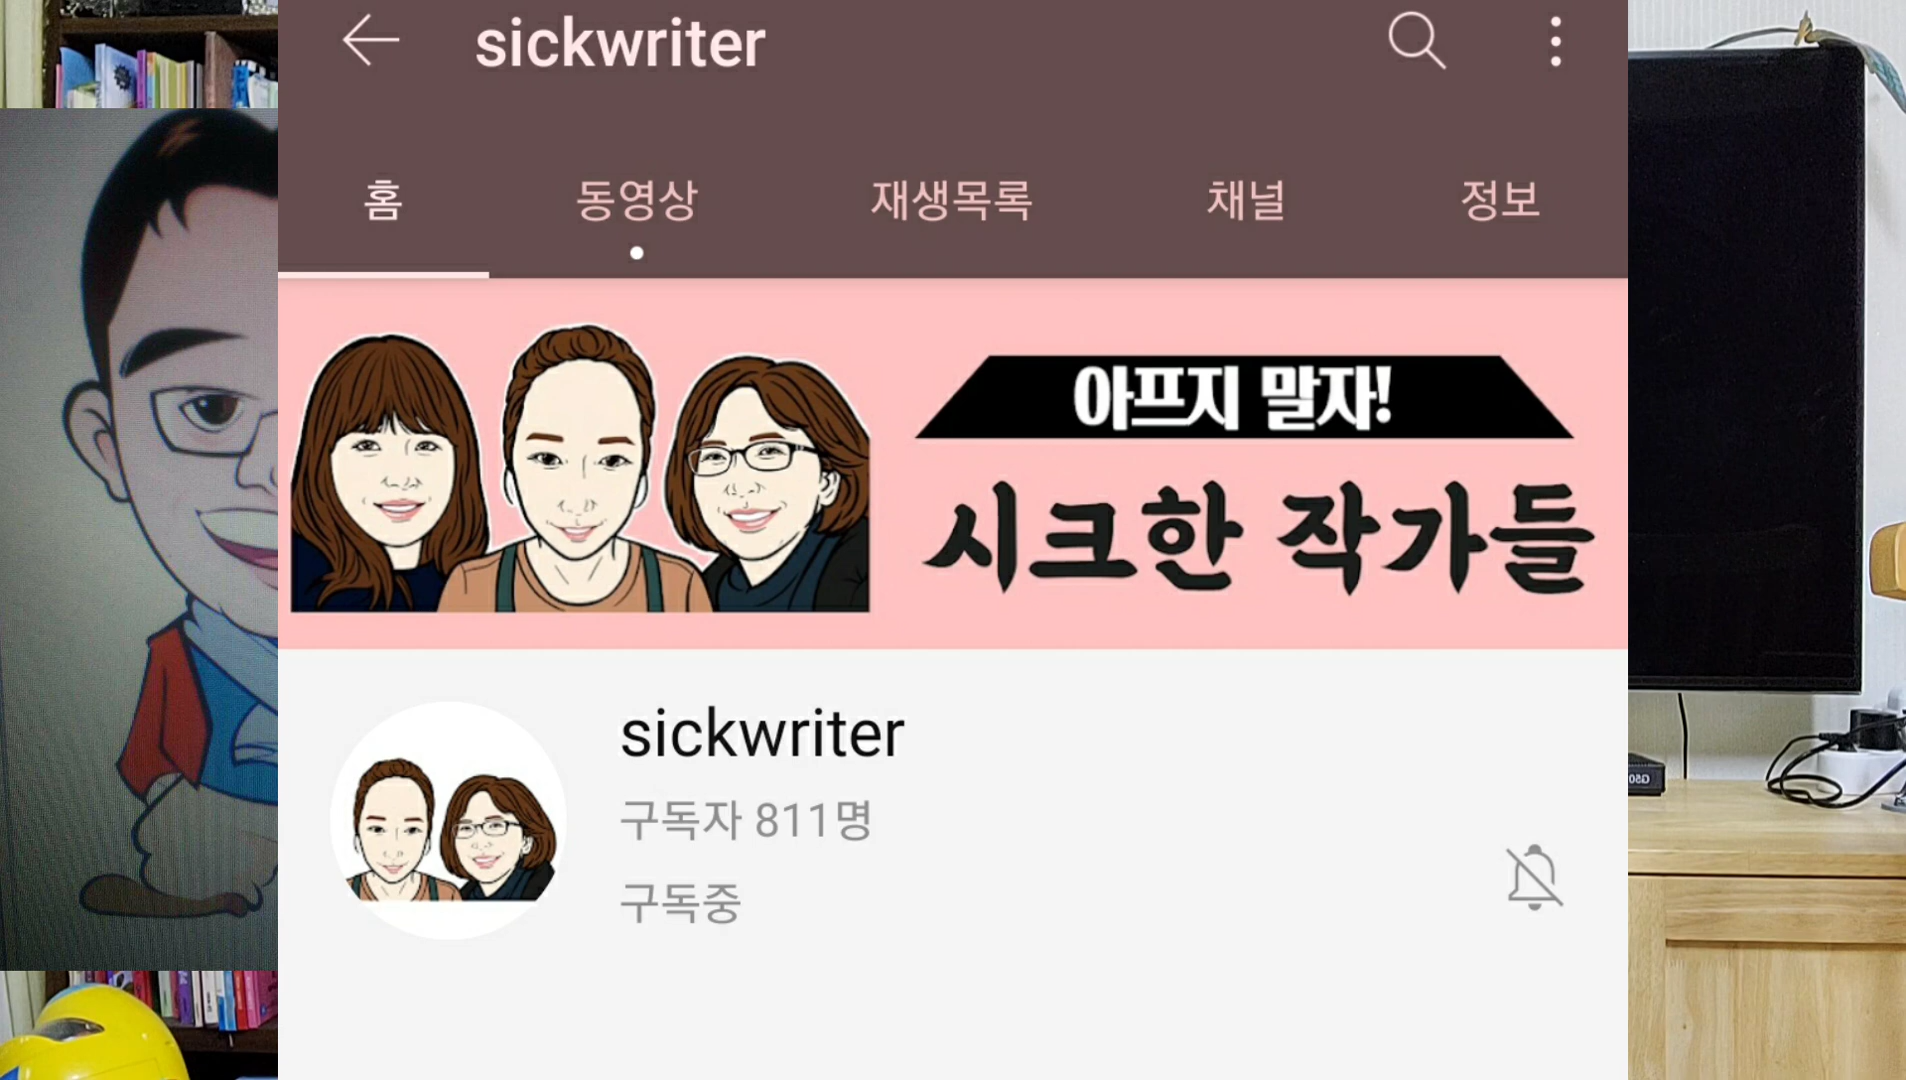 sickwriter
홈 동영상 재생목록 채널 정보
아프지 말자!
시크한 작가들
sickwriter
구독자 811명
구독중